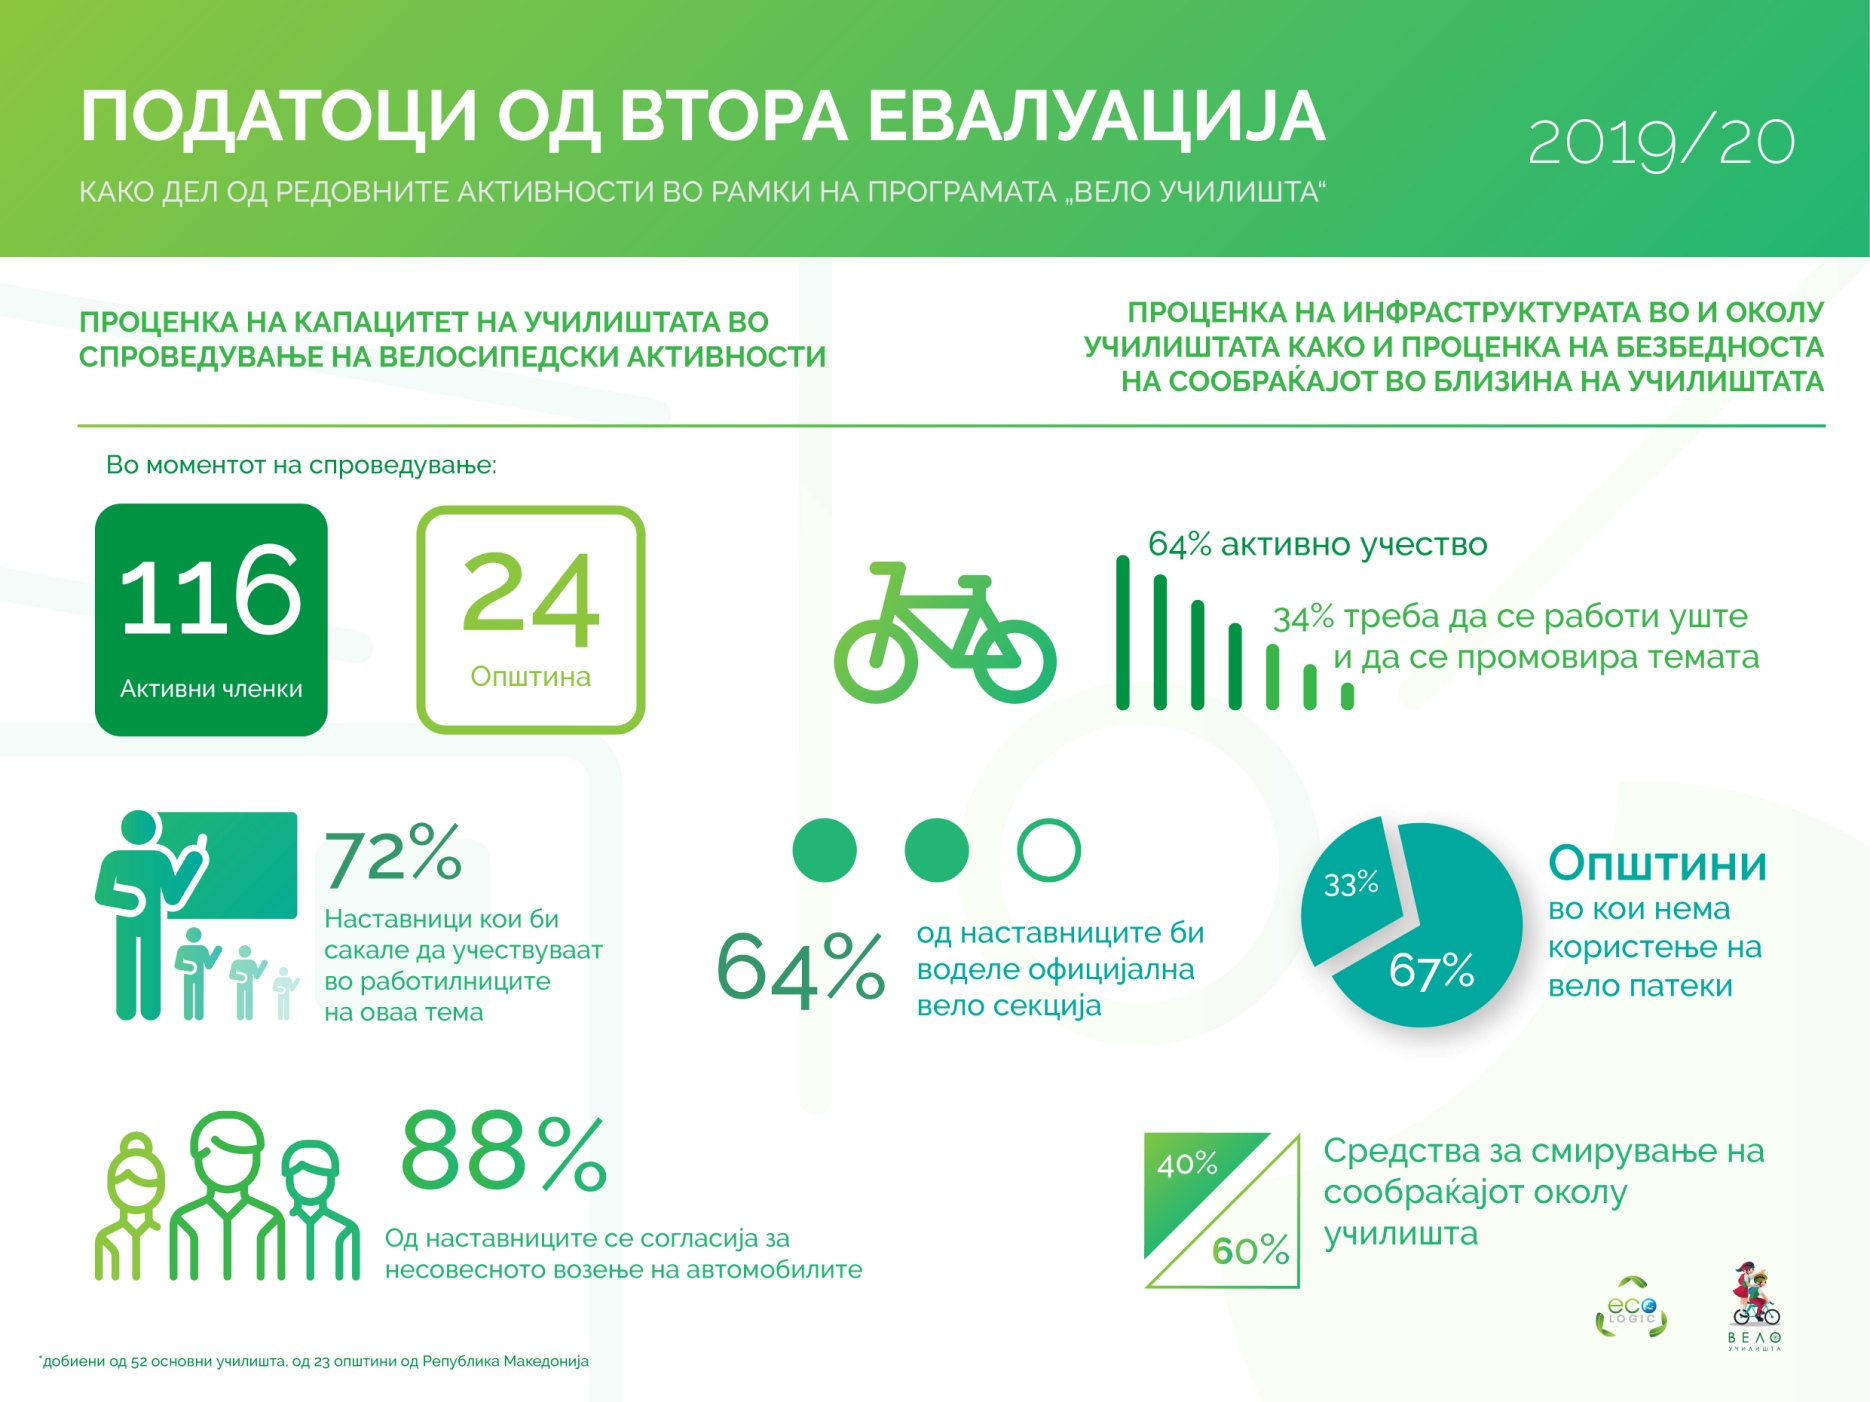 ПОДАТОЦИ ОД ВТОРА ЕВАЛУАЦИЈА
2019/20
КАКО ДЕЛ ОД РЕДОВНИТЕ АКТИВНОСТИ ВО РАМКИ НА ПРОГРАМАТА „ВЕЛО УЧИЛИШТА“
ПРОЦЕНКА НА КАПАЦИТЕТ НА УЧИЛИШТАТА ВО
СПРОВЕДУВАЊЕ НА ВЕЛОСИПЕДСКИ АКТИВНОСТИ
ПРОЦЕНКА НА ИНФРАСТРУКТУРАТА ВО И ОКОЛУ
УЧИЛИШТАТА КАКО И ПРОЦЕНКА НА БЕЗБЕДНОСТА
НА СООБРАЌАЈОТ ВО БЛИЗИНА НА УЧИЛИШТАТА
Во моментот на спроведување:
116
Активни членки
24
Општина
64% активно учество
34% треба да се работи уште
и да се промовира темата
72%
Наставници кои би
сакале да учествуваат
во работилниците
на оваа тема
64%
од наставниците би
воделе официјална
вело секција
33%
67%
Општини
во кои нема
користење на
вело патеки
88%
Од наставниците се согласија за
несовесното возење на автомобилите
40%
60%
Средства за смирување на
сообраќајот околу
училишта
eco
LOGIC
ВЕЛО
УЧИЛИШТА
*добиени од 52 основни училишта, од 23 општини од Република Македонија